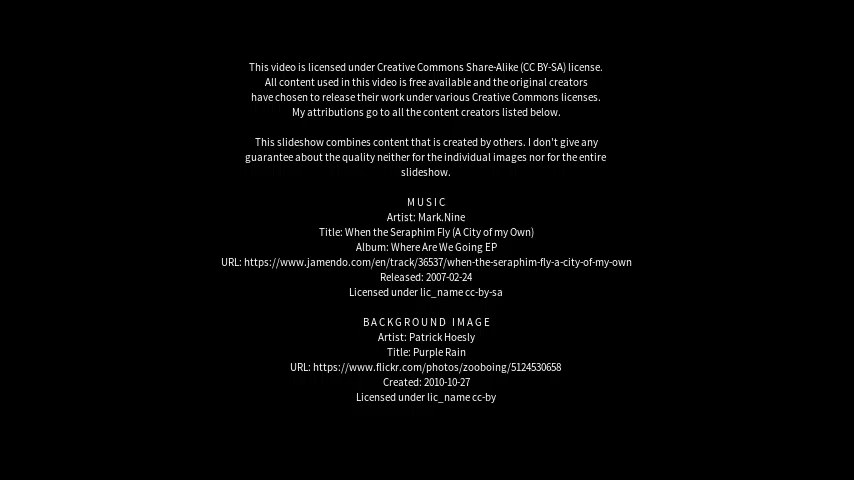 This video is licensed under Creative Commons Share-Alike (CC BY-SA) license.
All content used in this video is free available and the original creators
have chosen to release their work under various Creative Commons licenses.
My attributions go to all the content creators listed below.
This slideshow combines content that is created by others. I don't give any
guarantee about the quality neither for the individual images nor for the entire
slideshow.
MUSIC
Artist: Mark.Nine
Title: When the Seraphim Fly (A City of my Own)
Album: Where Are We Going EP
URL: https://www.jamendo.com/en/track/36537/when-the-seraphim-fly-a-city-of-my-own
Released: 2007-02-24
Licensed under lic_name cc-by-sa
BACKGROUND IMAGE
Artist: Patrick Hoesly
Title: Purple Rain
URL: https://www.flickr.com/photos/zooboing/5124530658
Created: 2010-10-27
Licensed under lic_name cc-by